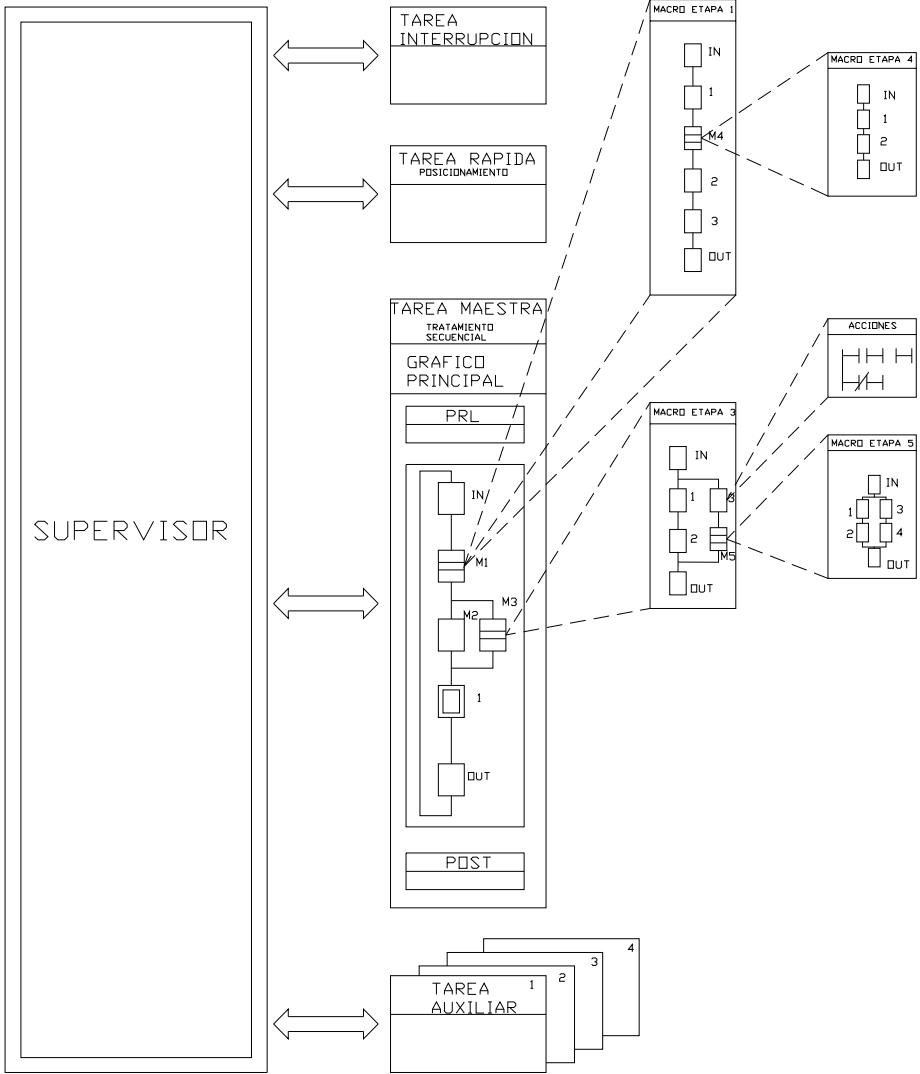 SUPERVISOR
TAREA
INTERRUPCION
TAREA RAPIDA
POSICIONAMIENTO
TAREA MAESTRA
TRATAMIENTO
SECUENCIAL
GRAFICO
PRINCIPAL
PRL
IN
M1
M3
M2
1
OUT
POST
TAREA
AUXILIAR
1
2
3
4
MACRO ETAPA 1
IN
1
M4
2
3
OUT
MACRO ETAPA 4
IN
1
2
OUT
MACRO ETAPA 3
IN
1
3
2
M5
OUT
ACCIONES
MACRO ETAPA 5
IN
1
3
2
4
OUT